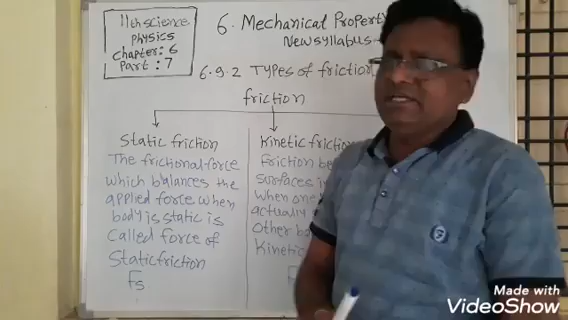 11th science
physics
chapter: 6
Part : 7
6. Mechanical Property
New syllabus
6.9.2 Types of friction
friction
Static friction
The frictional force
which balances the
applied force when
body is static is
Called force of
Static friction
Fs
Kinetic friction
Friction
surfaces
when one
actually
Other
Kinetic
F
Made with
VideoShow